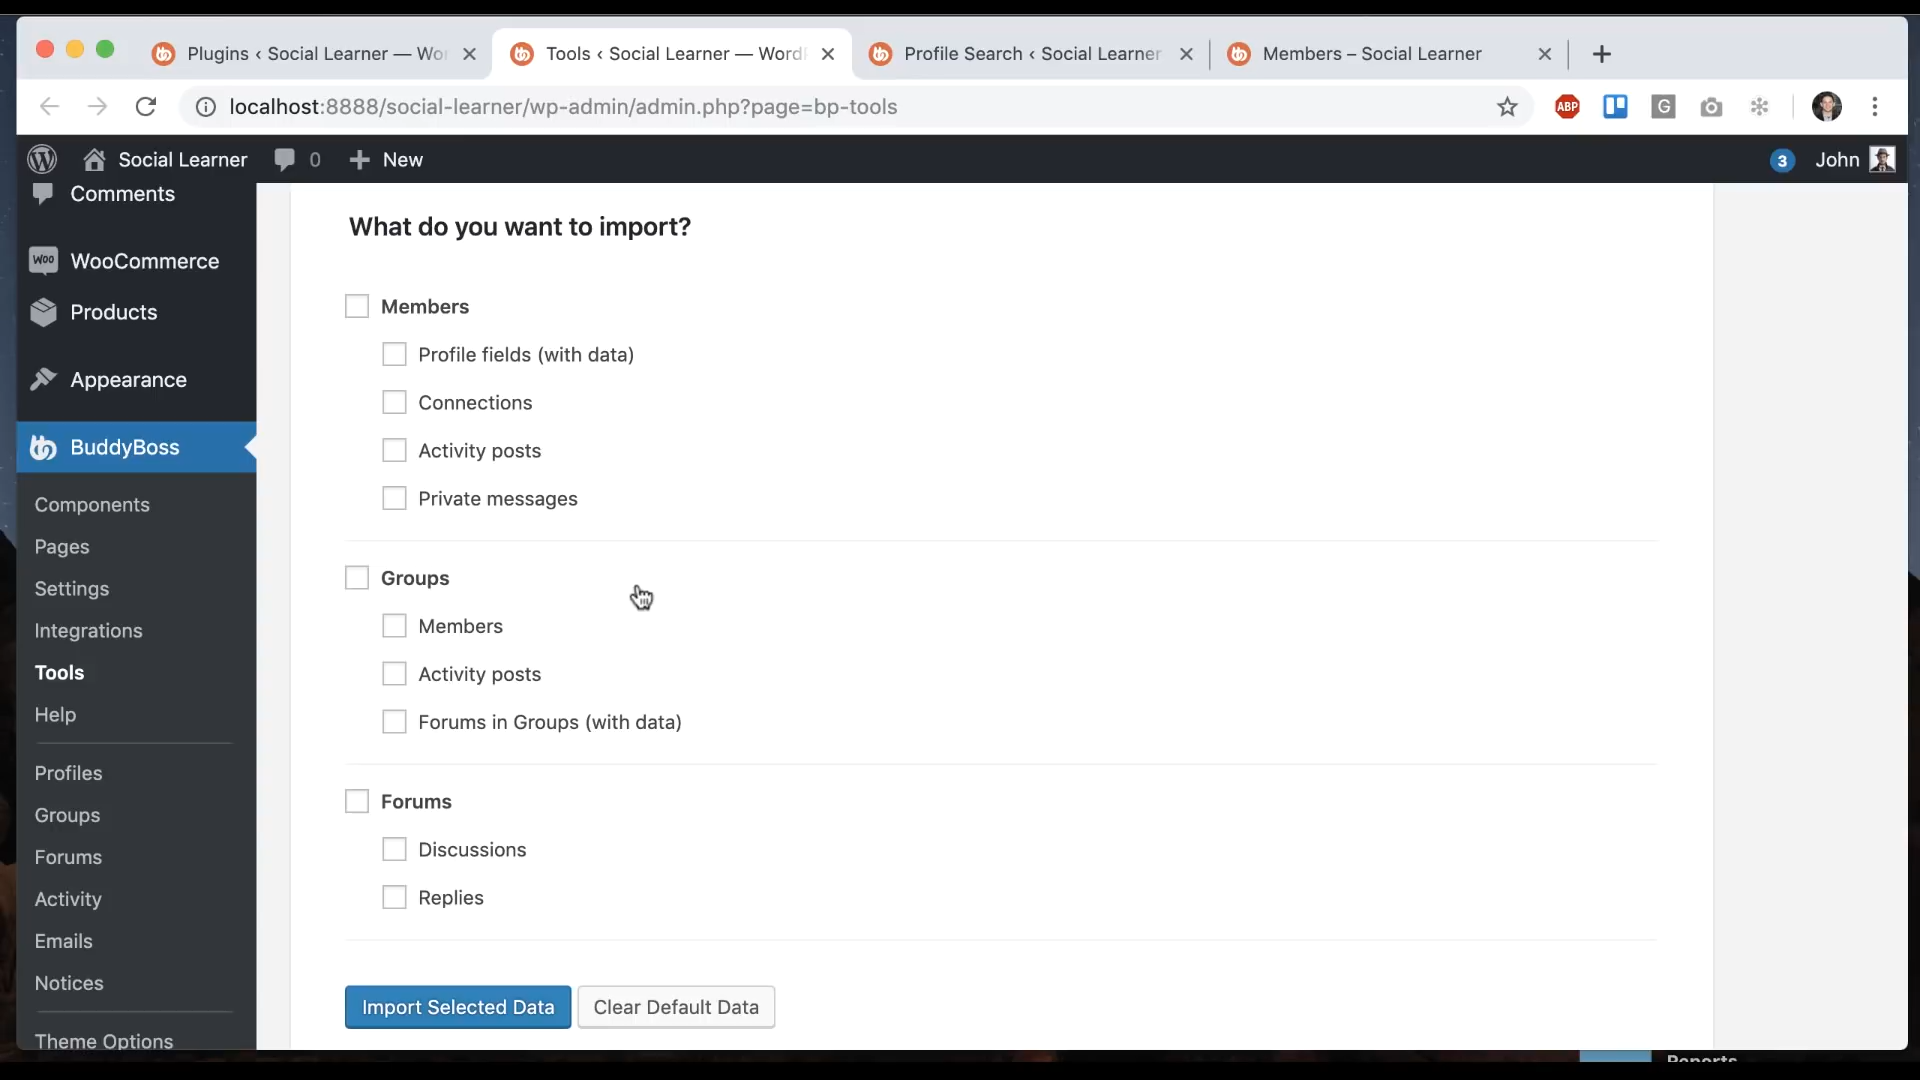 Plugins ‹ Social Learner — Wor
Tools ‹ Social Learner — WordP
Profile Search ‹ Social Learner
Members – Social Learner
localhost:8888/social-learner/wp-admin/admin.php?page=bp-tools
ABP
G
Social Learner
0
New
3
John
Comments
Woo
WooCommerce
Products
Appearance
BuddyBoss
Components
Pages
Settings
Integrations
Tools
Help
Profiles
Groups
Forums
Activity
Emails
Notices
Theme Options
What do you want to import?
Members
Profile fields (with data)
Connections
Activity posts
Private messages
Groups
Members
Activity posts
Forums in Groups (with data)
Forums
Discussions
Replies
Import Selected Data
Clear Default Data
Reports